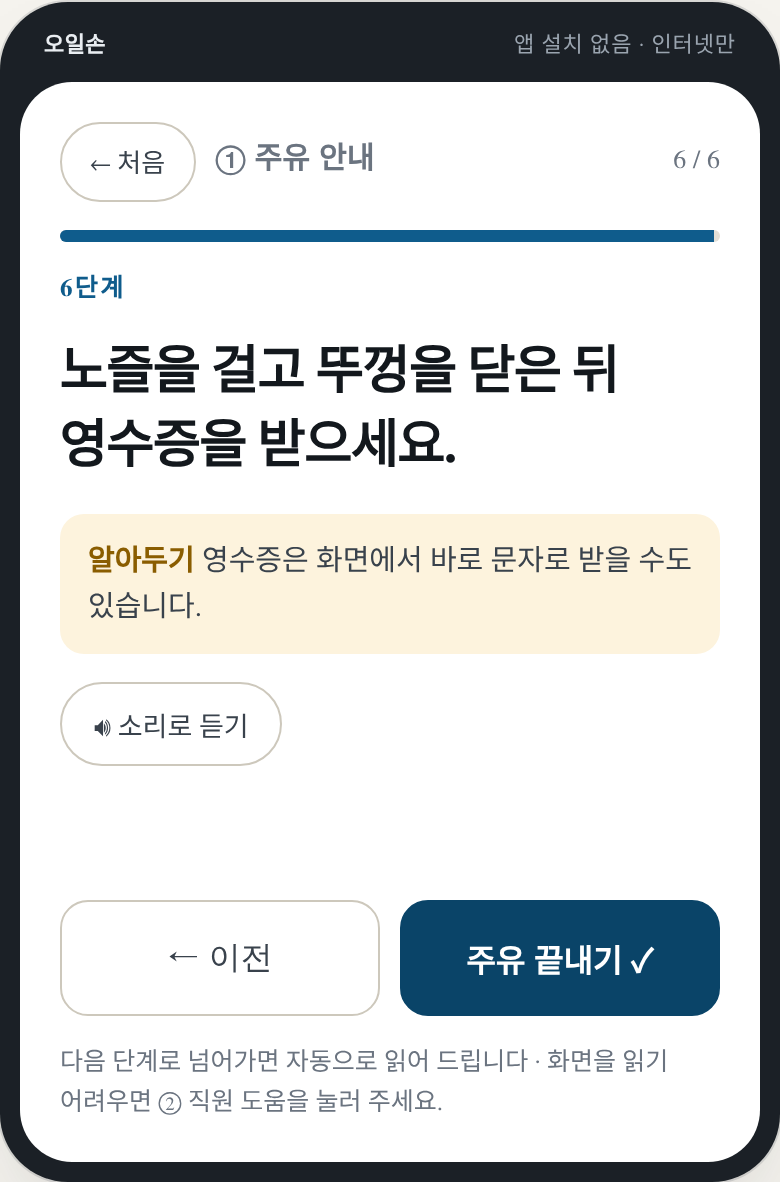 오일손
앱 설치 없음 · 인터넷만
← 처음
① 주유 안내
6 / 6
6단계
노즐을 걸고 뚜껑을 닫은 뒤
영수증을 받으세요.
알아두기 영수증은 화면에서 바로 문자로 받을 수도
있습니다.
🔊 소리로 듣기
← 이전
주유 끝내기 ✓
다음 단계로 넘어가면 자동으로 읽어 드립니다 · 화면을 읽기
어려우면 ② 직원 도움을 눌러 주세요.